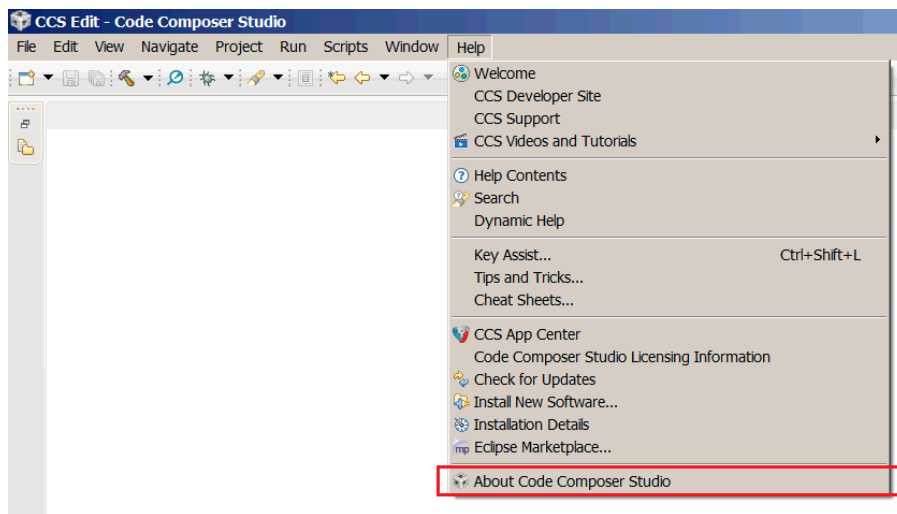 CCS Edit - Code Composer Studio
File Edit View Navigate Project Run Scripts Window Help
Welcome
CCS Developer Site
CCS Support
CCS Videos and Tutorials
Help Contents
Search
Dynamic Help
Key Assist... Ctrl+Shift+L
Tips and Tricks...
Cheat Sheets...
CCS App Center
Code Composer Studio Licensing Information
Check for Updates
Install New Software...
Installation Details
mp Eclipse Marketplace...
About Code Composer Studio